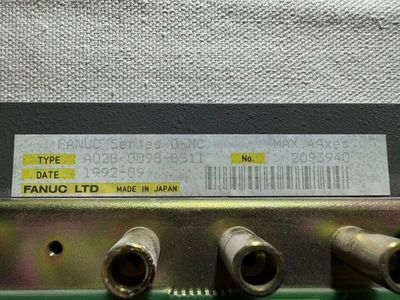 FANUC Series 0-MC MAX 4Axes
TYPE A02B-0098-B511 No. 2093940
DATE 1992-09
FANUC LTD MADE IN JAPAN